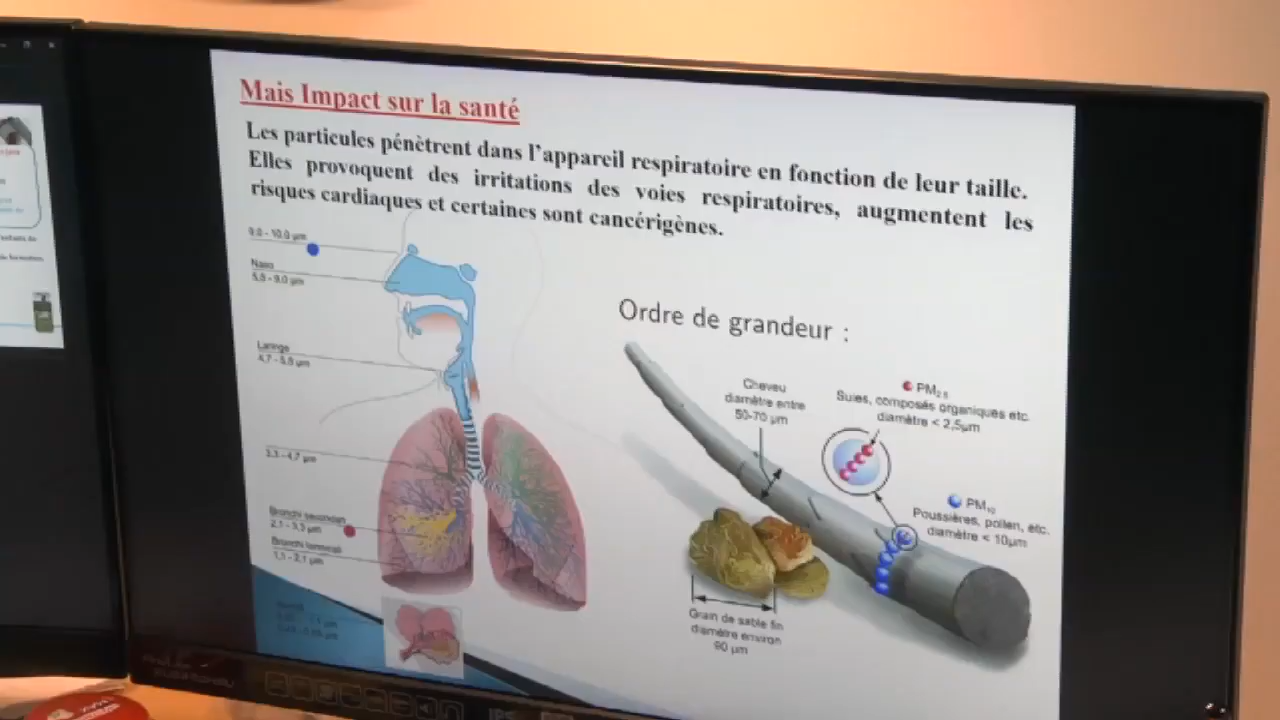 Mais Impact sur la santé
Les particules pénètrent dans l'appareil respiratoire en fonction de leur taille.
Elles provoquent des irritations des voies respiratoires, augmentent les
risques cardiaques et certaines sont cancérigènes.
9,0 - 10,0 µm
Naso
5,8 - 9,0 µm
Laringe
4,7 - 5,8 µm
3,3 - 4,7 µm
Bronchi secondari
2,1 - 3,3 µm
Bronchi terminali
1,1 - 2,1 µm
Ordre de grandeur :
Cheveu
diamètre entre
50-70 µm
PM2.5
Suies, composés organiques etc.
diamètre < 2,5µm
PM10
Poussières, pollen, etc.
diamètre < 10µm
Grain de sable fin
diamètre environ
90 µm